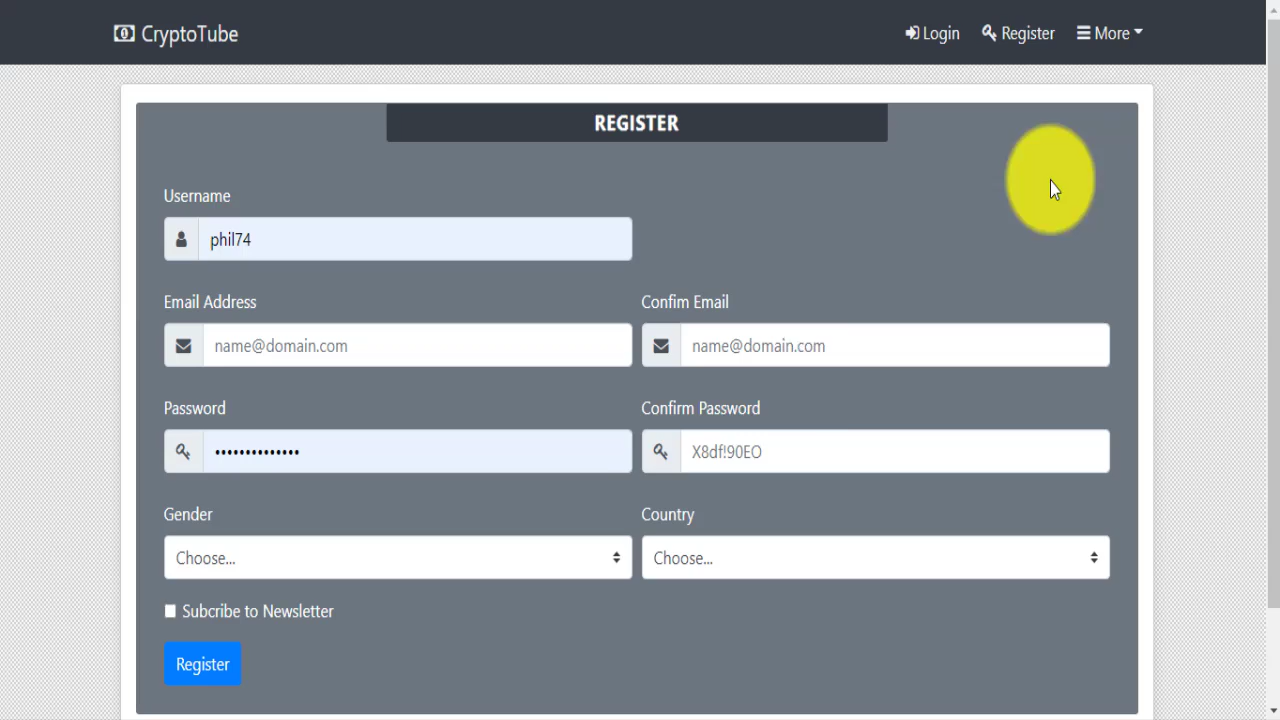 CryptoTube
Login Register More
REGISTER
Username
phil74
Email Address Confim Email
name@domain.com name@domain.com
Password Confirm Password
•••••••••••••• X8df!90EO
Gender Country
Choose... Choose...
Subcribe to Newsletter
Register